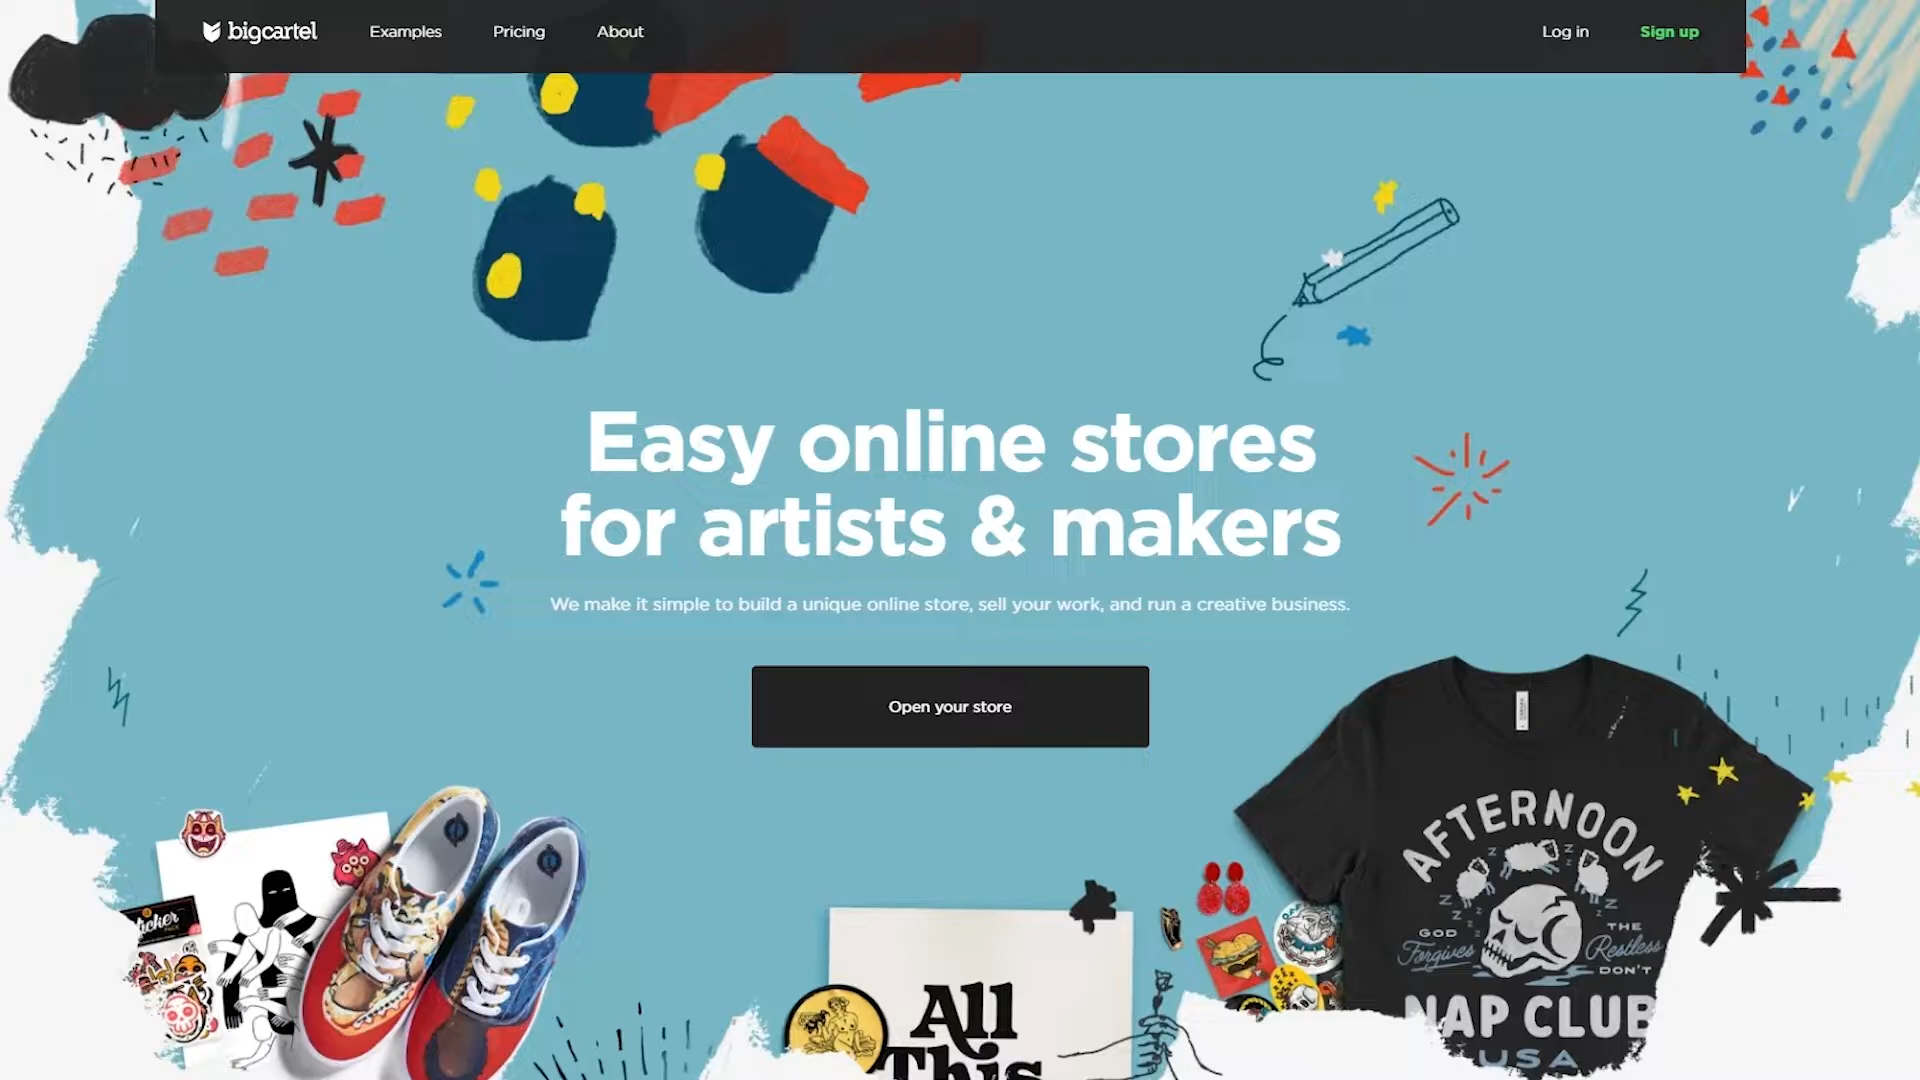 bigcartel
Examples
Pricing
About
Log in
Sign up
Easy online stores
for artists & makers
We make it simple to build a unique online store, sell your work, and run a creative business.
Open your store
AFTERNOON
Z Z Z Z
GOD
Forgives
THE
Restless
DON'T
NAP CLUB
USA
All
This